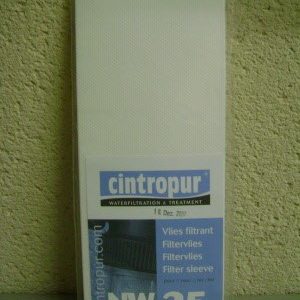 cintropur®
WATERFILTRATION & TREATMENT
Vlies filtrant
Filtervlies
Filtervlies
Filter sleeve
cintropur.com
NW 25